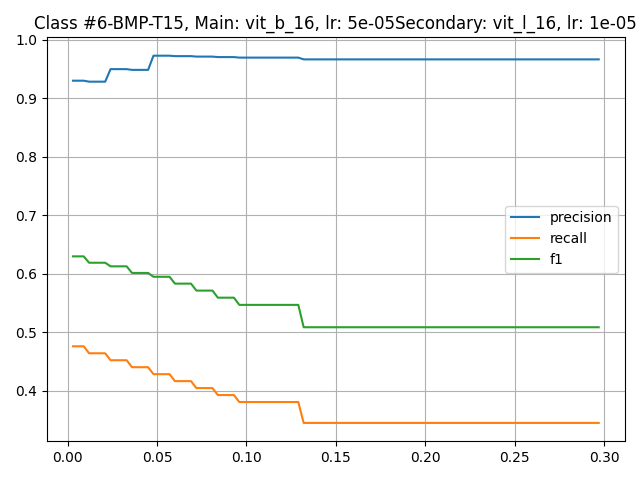 Class #6-BMP-T15, Main: vit_b_16, lr: 5e-05Secondary: vit_l_16, lr: 1e-05
1.0
0.9
0.8
0.7
0.6
0.5
0.4
precision
recall
f1
0.00 0.05 0.10 0.15 0.20 0.25 0.30